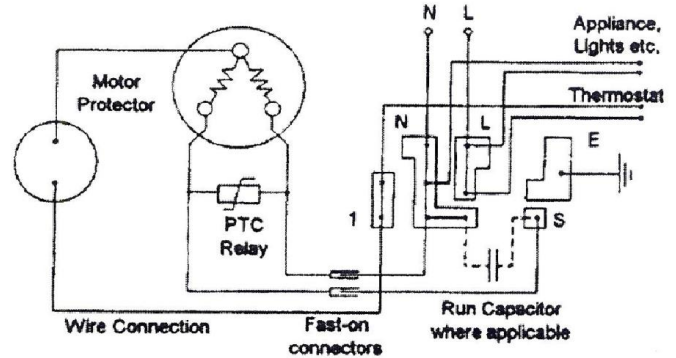 N L
Appliance,
Lights etc.
Motor
Protector
Thermostat
N L E
PTC
Relay
1
S
Wire Connection
Fast-on
connectors
Run Capacitor
where applicable